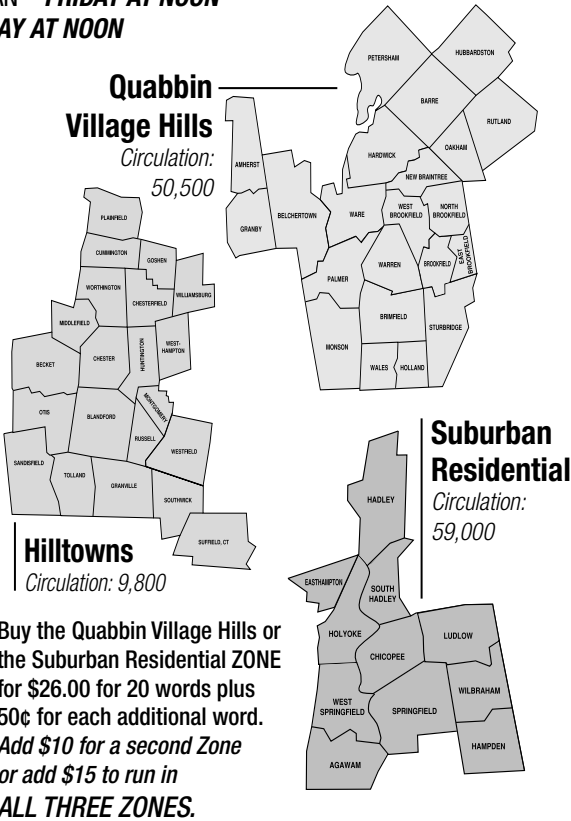 AN FRIDAY AT NOON
AY AT NOON
Quabbin
Village Hills
Circulation:
50,500
PETERSHAM
HUBBARDSTON
BARRE
RUTLAND
HARDWICK
OAKHAM
NEW BRAINTREE
AMHERST
BELCHERTOWN
GRANBY
WARE
WEST
BROOKFIELD
NORTH
BROOKFIELD
WARREN
BROOKFIELD
EAST
BROOKFIELD
PALMER
BRIMFIELD
STURBRIDGE
MONSON
WALES
HOLLAND
PLAINFIELD
CUMMINGTON
GOSHEN
WORTHINGTON
CHESTERFIELD
WILLIAMSBURG
MIDDLEFIELD
BECKET
CHESTER
HUNTINGTON
WEST-
HAMPTON
OTIS
BLANDFORD
MONTGOMERY
RUSSELL
WESTFIELD
SANDISFIELD
TOLLAND
GRANVILLE
SOUTHWICK
SUFFIELD, CT
Hilltowns
Circulation: 9,800
Suburban
Residential
Circulation:
59,000
HADLEY
EASTHAMPTON
SOUTH
HADLEY
HOLYOKE
CHICOPEE
LUDLOW
WEST
SPRINGFIELD
SPRINGFIELD
WILBRAHAM
AGAWAM
HAMPDEN
Buy the Quabbin Village Hills or
the Suburban Residential ZONE
for $26.00 for 20 words plus
50¢ for each additional word.
Add $10 for a second Zone
or add $15 to run in
ALL THREE ZONES.